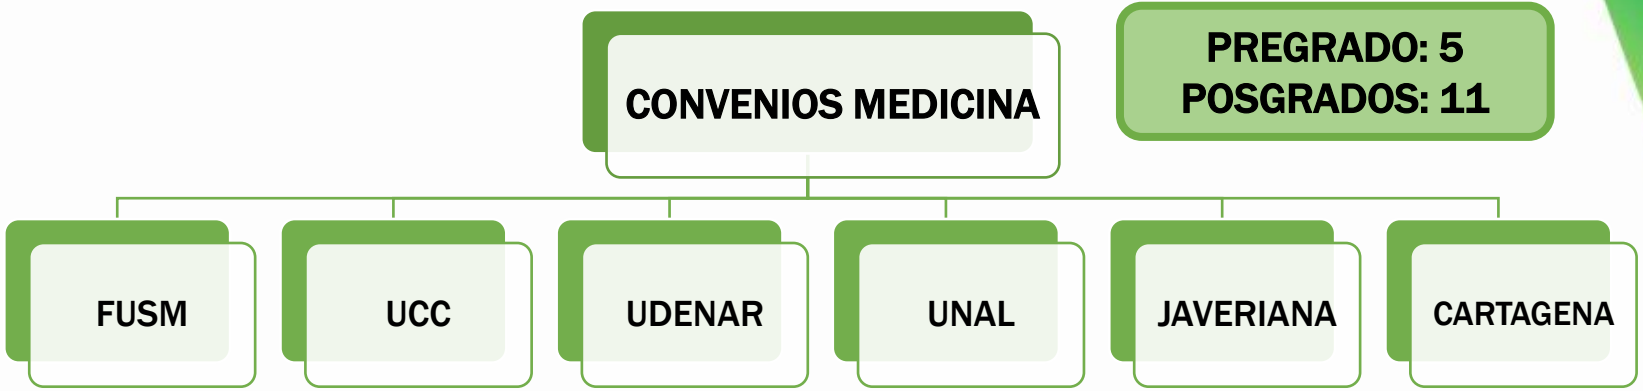 CONVENIOS MEDICINA
PREGRADO: 5
POSGRADOS: 11
FUSM
UCC
UDENAR
UNAL
JAVERIANA
CARTAGENA